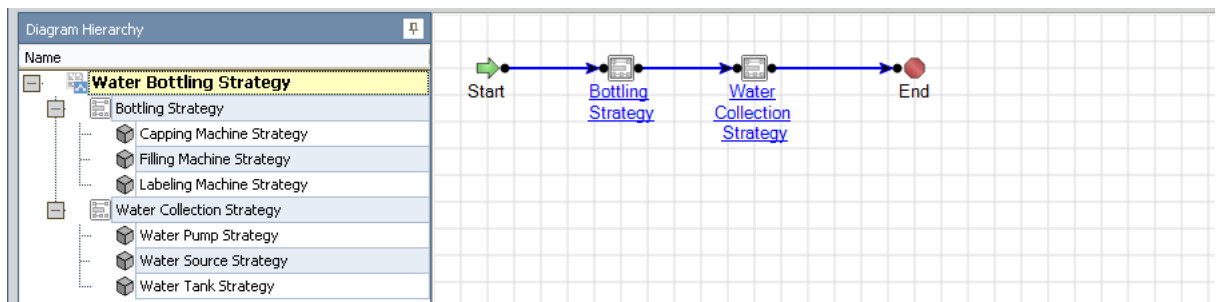 Diagram Hierarchy
Name
Water Bottling Strategy
Bottling Strategy
Capping Machine Strategy
Filling Machine Strategy
Labeling Machine Strategy
Water Collection Strategy
Water Pump Strategy
Water Source Strategy
Water Tank Strategy
Start
Bottling
Strategy
Water
Collection
Strategy
End